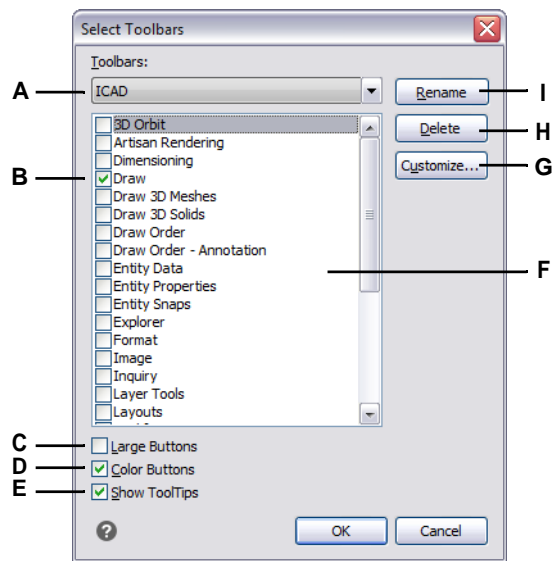 Select Toolbars
Toolbars:
A ICAD Rename I
3D Orbit Delete H
Artisan Rendering
Dimensioning Customize... G
B Draw
Draw 3D Meshes
Draw 3D Solids
Draw Order
Draw Order - Annotation
Entity Data F
Entity Properties
Entity Snaps
Explorer
Format
Image
Inquiry
Layer Tools
Layouts
C Large Buttons
D Color Buttons
E Show ToolTips
? OK Cancel